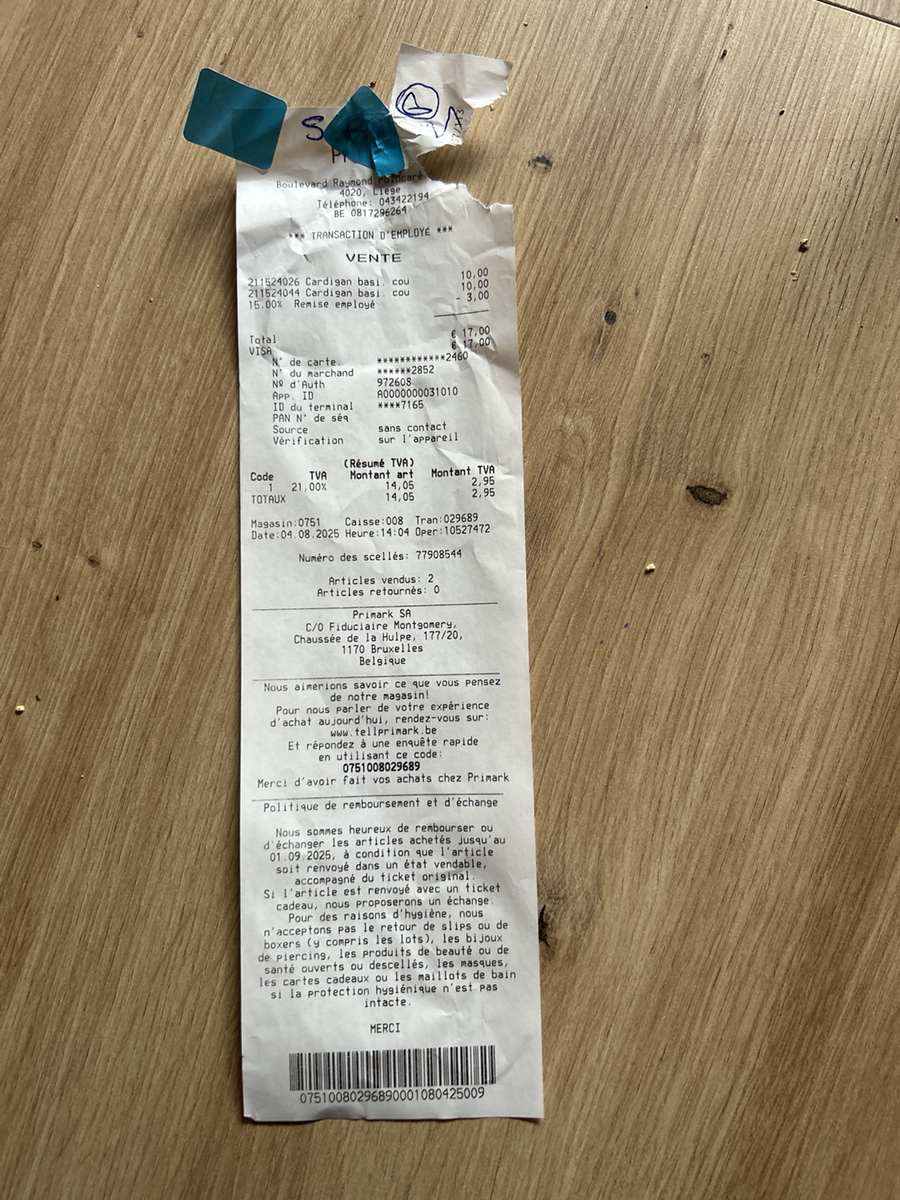 S
Boulevard Raymond Poincaré
4020, Liège
Téléphone: 043422194
BE 0817296264
*** TRANSACTION D'EMPLOYÉ ***
VENTE
211524026 Cardigan basi. cou 10,00
211524044 Cardigan basi. cou 10,00
15.00% Remise employé - 3,00
Total € 17,00
VISA € 17,00
N° de carte. ************2460
N° du marchand ******2852
Nº d'Auth 972608
App. ID A0000000031010
ID du terminal ****7165
PAN N° de séq
Source sans contact
Vérification sur l'appareil
(Résumé TVA)
Code TVA Montant art Montant TVA
1 21,00% 14,05 2,95
TOTAUX 14,05 2,95
Magasin:0751 Caisse:008 Tran:029689
Date:04.08.2025 Heure:14:04 Oper:10527472
Numéro des scellés: 77908544
Articles vendus: 2
Articles retournés: 0
Primark SA
C/O Fiduciaire Montgomery,
Chaussée de la Hulpe, 177/20,
1170 Bruxelles
Belgique
Nous aimerions savoir ce que vous pensez
de notre magasin!
Pour nous parler de votre expérience
d'achat aujourd'hui, rendez-vous sur:
www.tellprimark.be
Et répondez à une enquête rapide
en utilisant ce code:
0751008029689
Merci d'avoir fait vos achats chez Primark
Politique de remboursement et d'échange
Nous sommes heureux de rembourser ou
d'échanger les articles achetés jusqu'au
01.09.2025, à condition que l'article
soit renvoyé dans un état vendable,
accompagné du ticket original.
Si l'article est renvoyé avec un ticket
cadeau, nous proposerons un échange.
Pour des raisons d'hygiène, nous
n'acceptons pas le retour de slips ou de
boxers (y compris les lots), les bijoux
de piercing, les produits de beauté ou de
santé ouverts ou descellés, les masques,
les cartes cadeaux ou les maillots de bain
si la protection hygiénique n'est pas
intacte.
MERCI
07510080296890001080425009